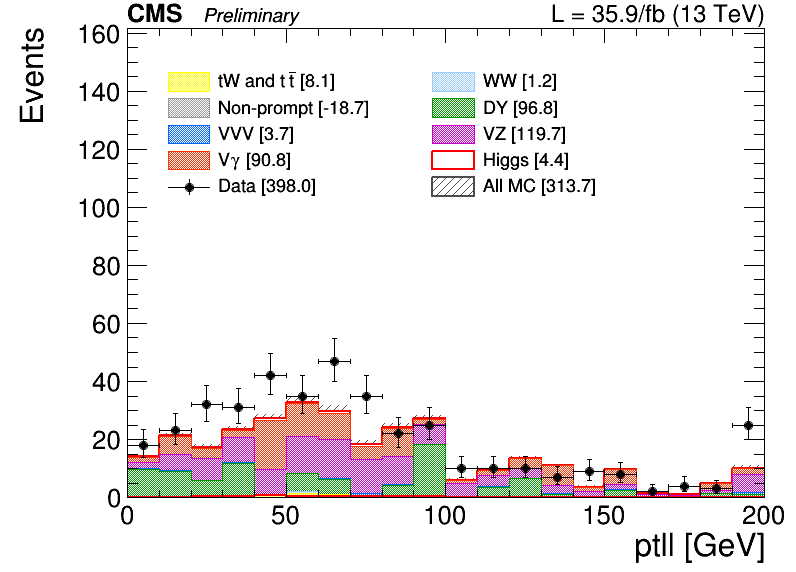 CMS Preliminary L = 35.9/fb (13 TeV)
Events
160
140
120
100
80
60
40
20
0
tW and t t̅ [8.1]
Non-prompt [-18.7]
VVV [3.7]
Vγ [90.8]
Data [398.0]
WW [1.2]
DY [96.8]
VZ [119.7]
Higgs [4.4]
All MC [313.7]
0 50 100 150 200
ptll [GeV]